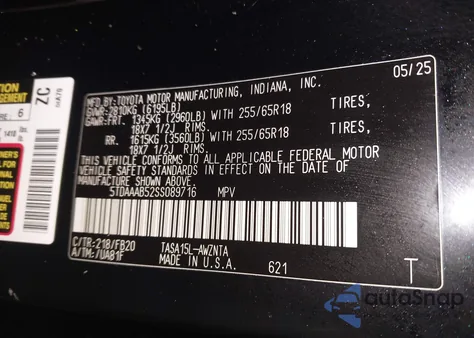 MFD.BY:TOYOTA MOTOR MANUFACTURING, INDIANA, INC.
05/25
GVWR 2810KG (6195LB)
GAWR:FRT. 1345KG (2960LB) WITH 255/65R18 TIRES,
18X7 1/2J RIMS.
RR. 1615KG (3560LB) WITH 255/65R18 TIRES,
18X7 1/2J RIMS.
THIS VEHICLE CONFORMS TO ALL APPLICABLE FEDERAL MOTOR
VEHICLE SAFETY STANDARDS IN EFFECT ON THE DATE OF
MANUFACTURE SHOWN ABOVE.
5TDAAAB52SS089716 MPV
C/TR:218/FB20 TASA15L-AWZNTA
A/TM: UA81F MADE IN U.S.A. 621
T
ZC
6
autoSnap